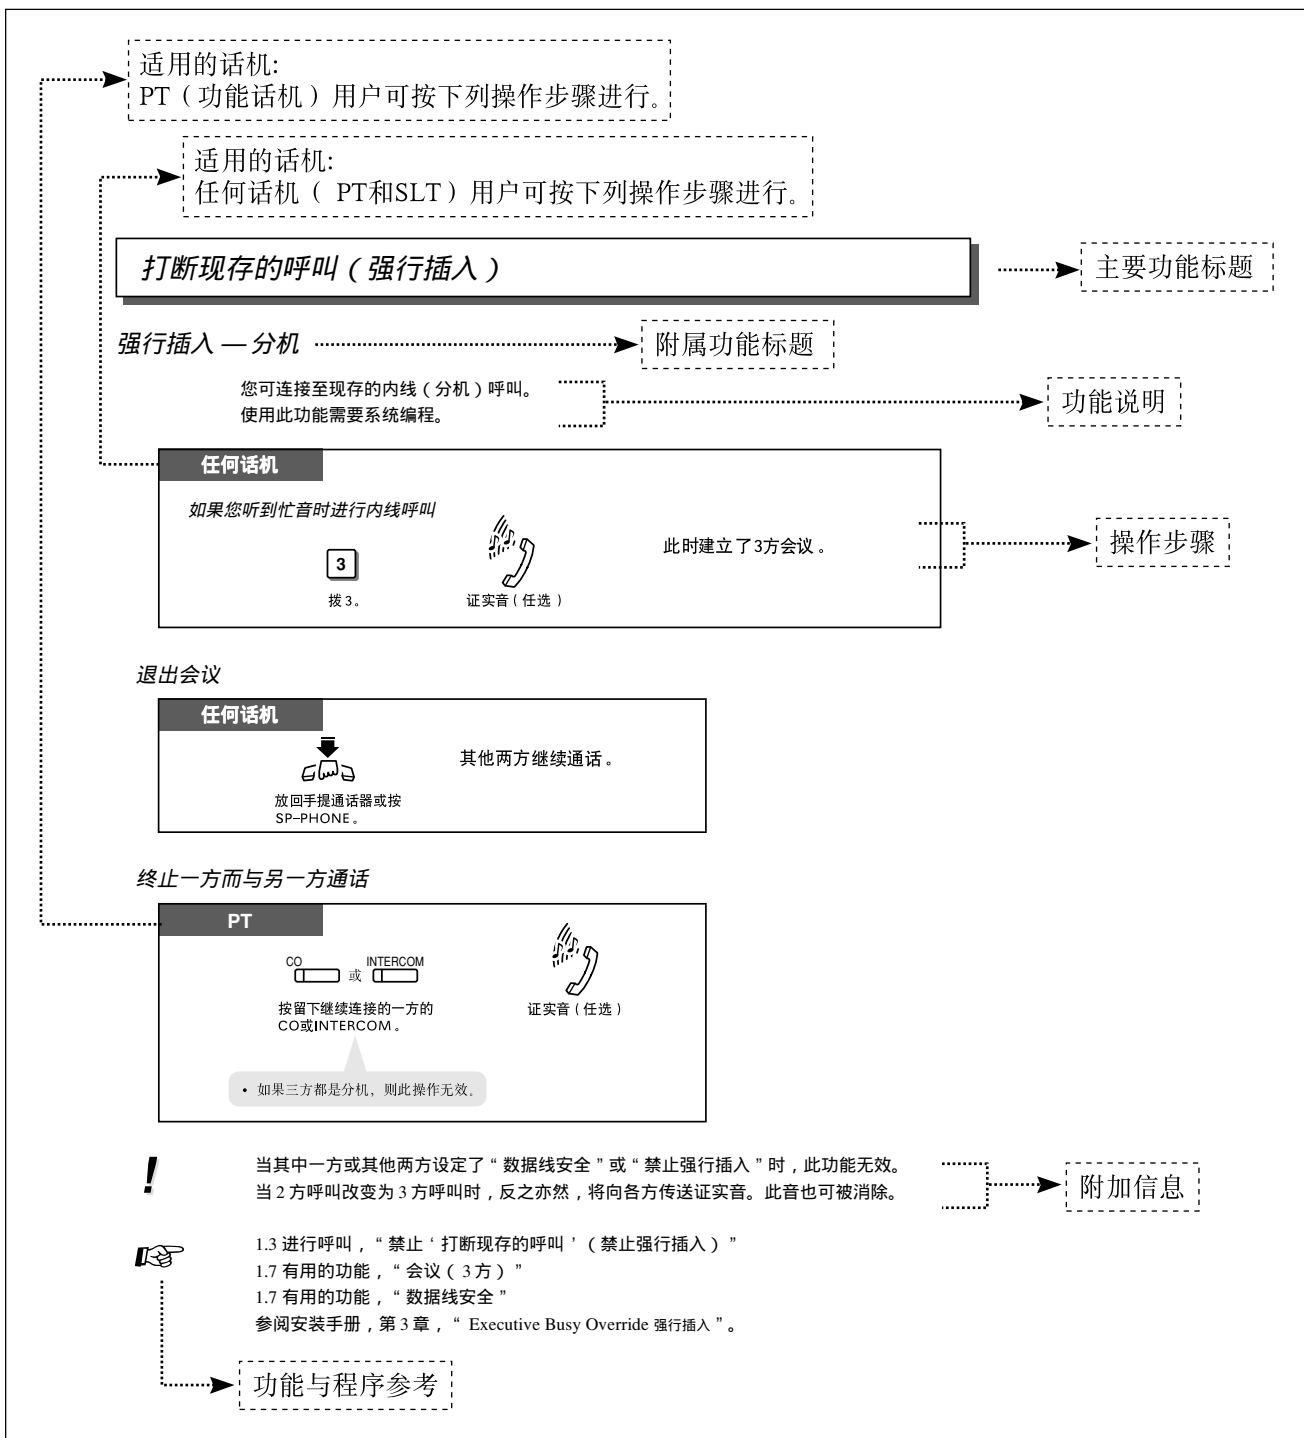 适用的话机:
PT（功能话机）用户可按下列操作步骤进行。
适用的话机:
任何话机（ PT和SLT）用户可按下列操作步骤进行。
打断现存的呼叫（强行插入）
主要功能标题
强行插入 — 分机
附属功能标题
您可连接至现存的内线（分机）呼叫。
使用此功能需要系统编程。
功能说明
任何话机
如果您听到忙音时进行内线呼叫
3
此时建立了3方会议。
操作步骤
拨 3。
证实音（任选）
退出会议
任何话机
其他两方继续通话。
放回手提通话器或按
SP–PHONE。
终止一方而与另一方通话
PT
CO 或 INTERCOM
按留下继续连接的一方的
CO或INTERCOM。
证实音（任选）
• 如果三方都是分机，则此操作无效。
!
当其中一方或其他两方设定了“数据线安全”或“禁止强行插入”时，此功能无效。
当 2 方呼叫改变为 3 方呼叫时，反之亦然，将向各方传送证实音。此音也可被消除。
附加信息
1.3 进行呼叫，“禁止‘打断现存的呼叫’（禁止强行插入）”
1.7 有用的功能，“会议（3方）”
1.7 有用的功能，“数据线安全”
参阅安装手册，第 3 章，“Executive Busy Override 强行插入”。
功能与程序参考